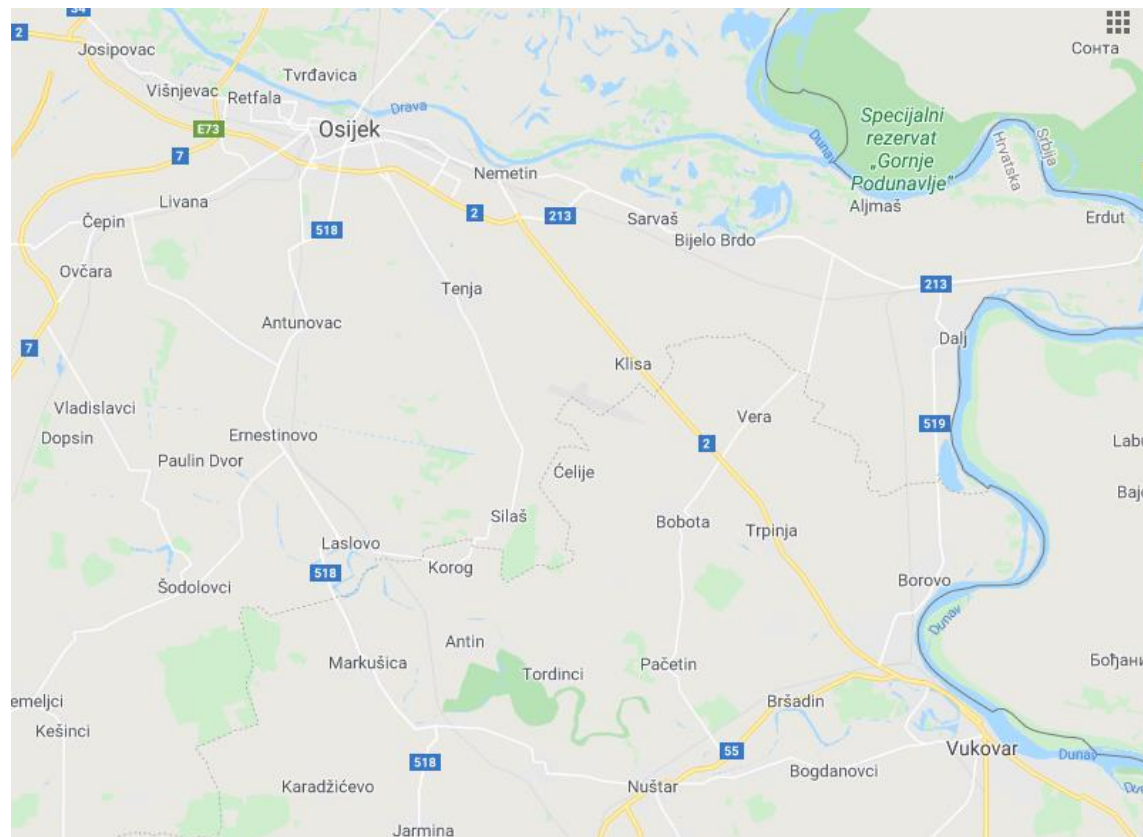 34
2
Josipovac
Сонта
Višnjevac
Retfala
Tvrđavica
Drava
E73
Osijek
7
Dunav
Specijalni
rezervat
„Gornje
Podunavlje”
Hrvatska
Srbija
Nemetin
Livana
Čepin
518
2
213
Sarvaš
Aljmaš
Erdut
Bijelo Brdo
Ovčara
Tenja
213
Antunovac
7
Dalj
Klisa
Vladislavci
Dopsin
Ernestinovo
Vera
519
2
Paulin Dvor
Ćelije
Silaš
Bobota
Trpinja
Laslovo
Korog
518
Šodolovci
Borovo
Dunav
Antin
Markušica
Tordinci
Pačetin
emeljci
Kešinci
Bršadin
55
Vukovar
Dunav
518
Bogdanovci
Karadžićevo
Nuštar
Jarmina
Labu
Baj
Бођани